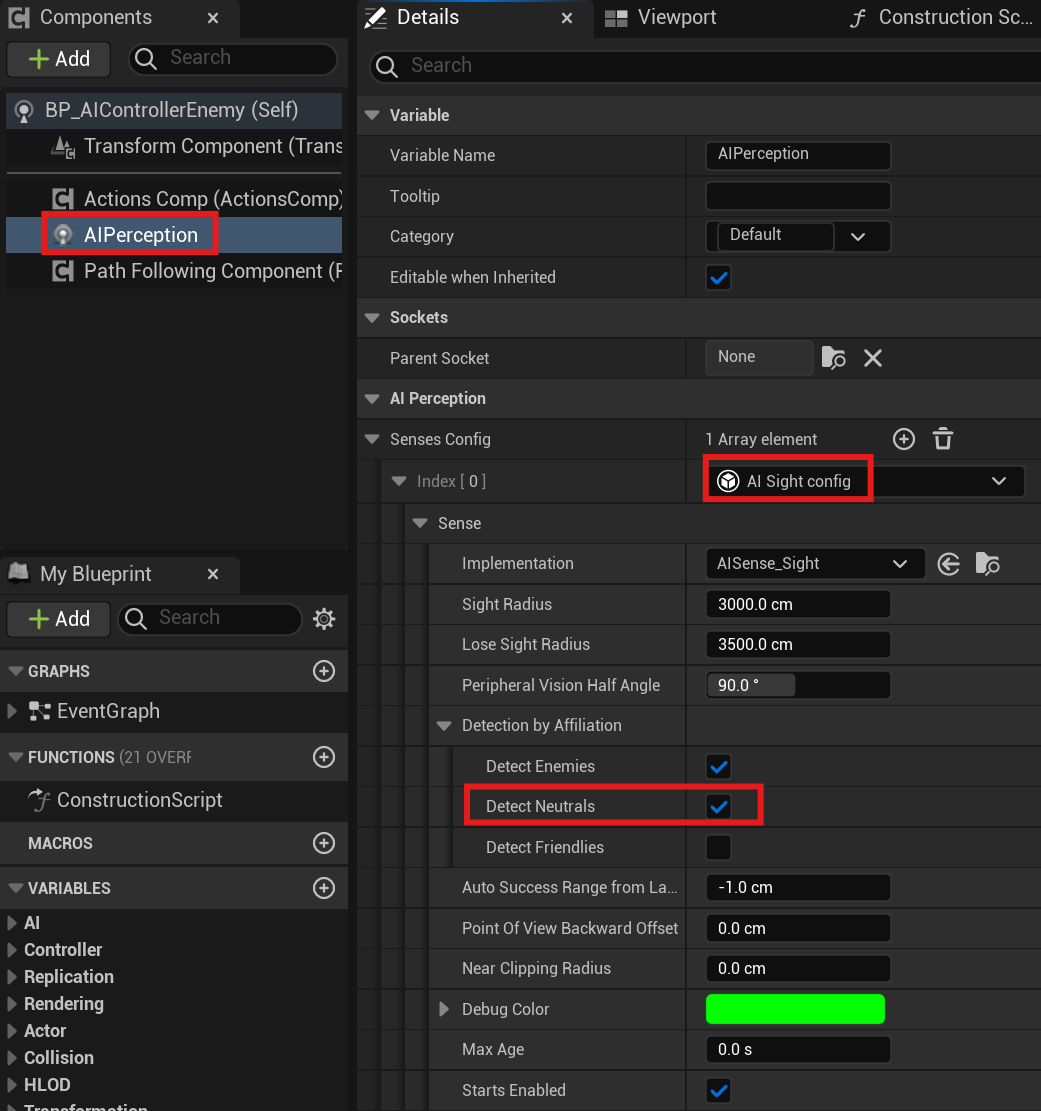 Components
Add
Search
BP_AIControllerEnemy (Self)
Transform Component (Trans
Actions Comp (ActionsComp)
AIPerception
Path Following Component (F
My Blueprint
Add
Search
GRAPHS
EventGraph
FUNCTIONS (21 OVERR
ConstructionScript
MACROS
VARIABLES
AI
Controller
Replication
Rendering
Actor
Collision
HLOD
Transformation
Details
Viewport
Construction Sc...
Search
Variable
Variable Name AIPerception
Tooltip
Category Default
Editable when Inherited
Sockets
Parent Socket None
AI Perception
Senses Config 1 Array element
Index [ 0 ] AI Sight config
Sense
Implementation AISense_Sight
Sight Radius 3000.0 cm
Lose Sight Radius 3500.0 cm
Peripheral Vision Half Angle 90.0 °
Detection by Affiliation
Detect Enemies
Detect Neutrals
Detect Friendlies
Auto Success Range from La... -1.0 cm
Point Of View Backward Offset 0.0 cm
Near Clipping Radius 0.0 cm
Debug Color
Max Age 0.0 s
Starts Enabled